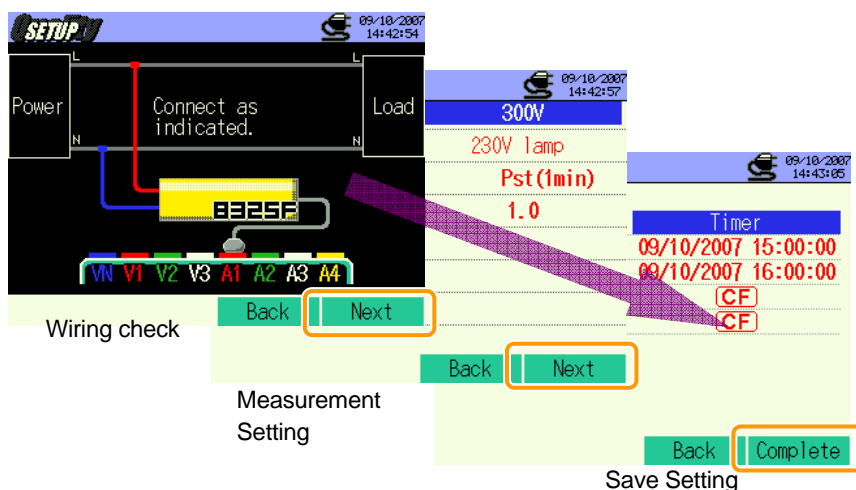 SETUP
09/10/2007
14:42:54
L
L
Power
Connect as
indicated.
Load
N
N
8325F
VN V1 V2 V3 A1 A2 A3 A4
Back Next
Wiring check
09/10/2007
14:42:57
300V
230V lamp
Pst(1min)
1.0
Back Next
Measurement
Setting
09/10/2007
14:43:05
Timer
09/10/2007 15:00:00
09/10/2007 16:00:00
CF
CF
Back Complete
Save Setting